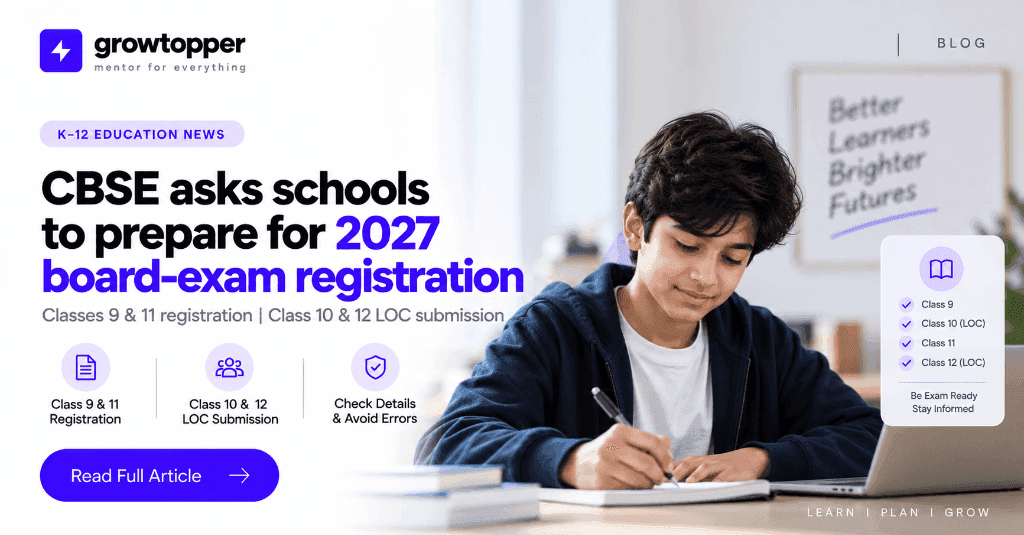 growtopper
mentor for everything
BLOG
K–12 EDUCATION NEWS
CBSE asks schools
to prepare for 2027
board-exam registration
Classes 9 & 11 registration | Class 10 & 12 LOC submission
Class 9 & 11
Registration
Class 10 & 12
LOC Submission
Check Details
& Avoid Errors
Read Full Article
Better
Learners
Brighter
Futures
Class 9
Class 10 (LOC)
Class 11
Class 12 (LOC)
Be Exam Ready
Stay Informed
LEARN | PLAN | GROW